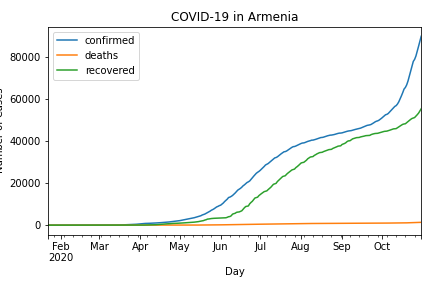 COVID-19 in Armenia
confirmed
deaths
recovered
80000
60000
40000
20000
0
Feb Mar Apr May Jun Jul Aug Sep Oct
2020
Day